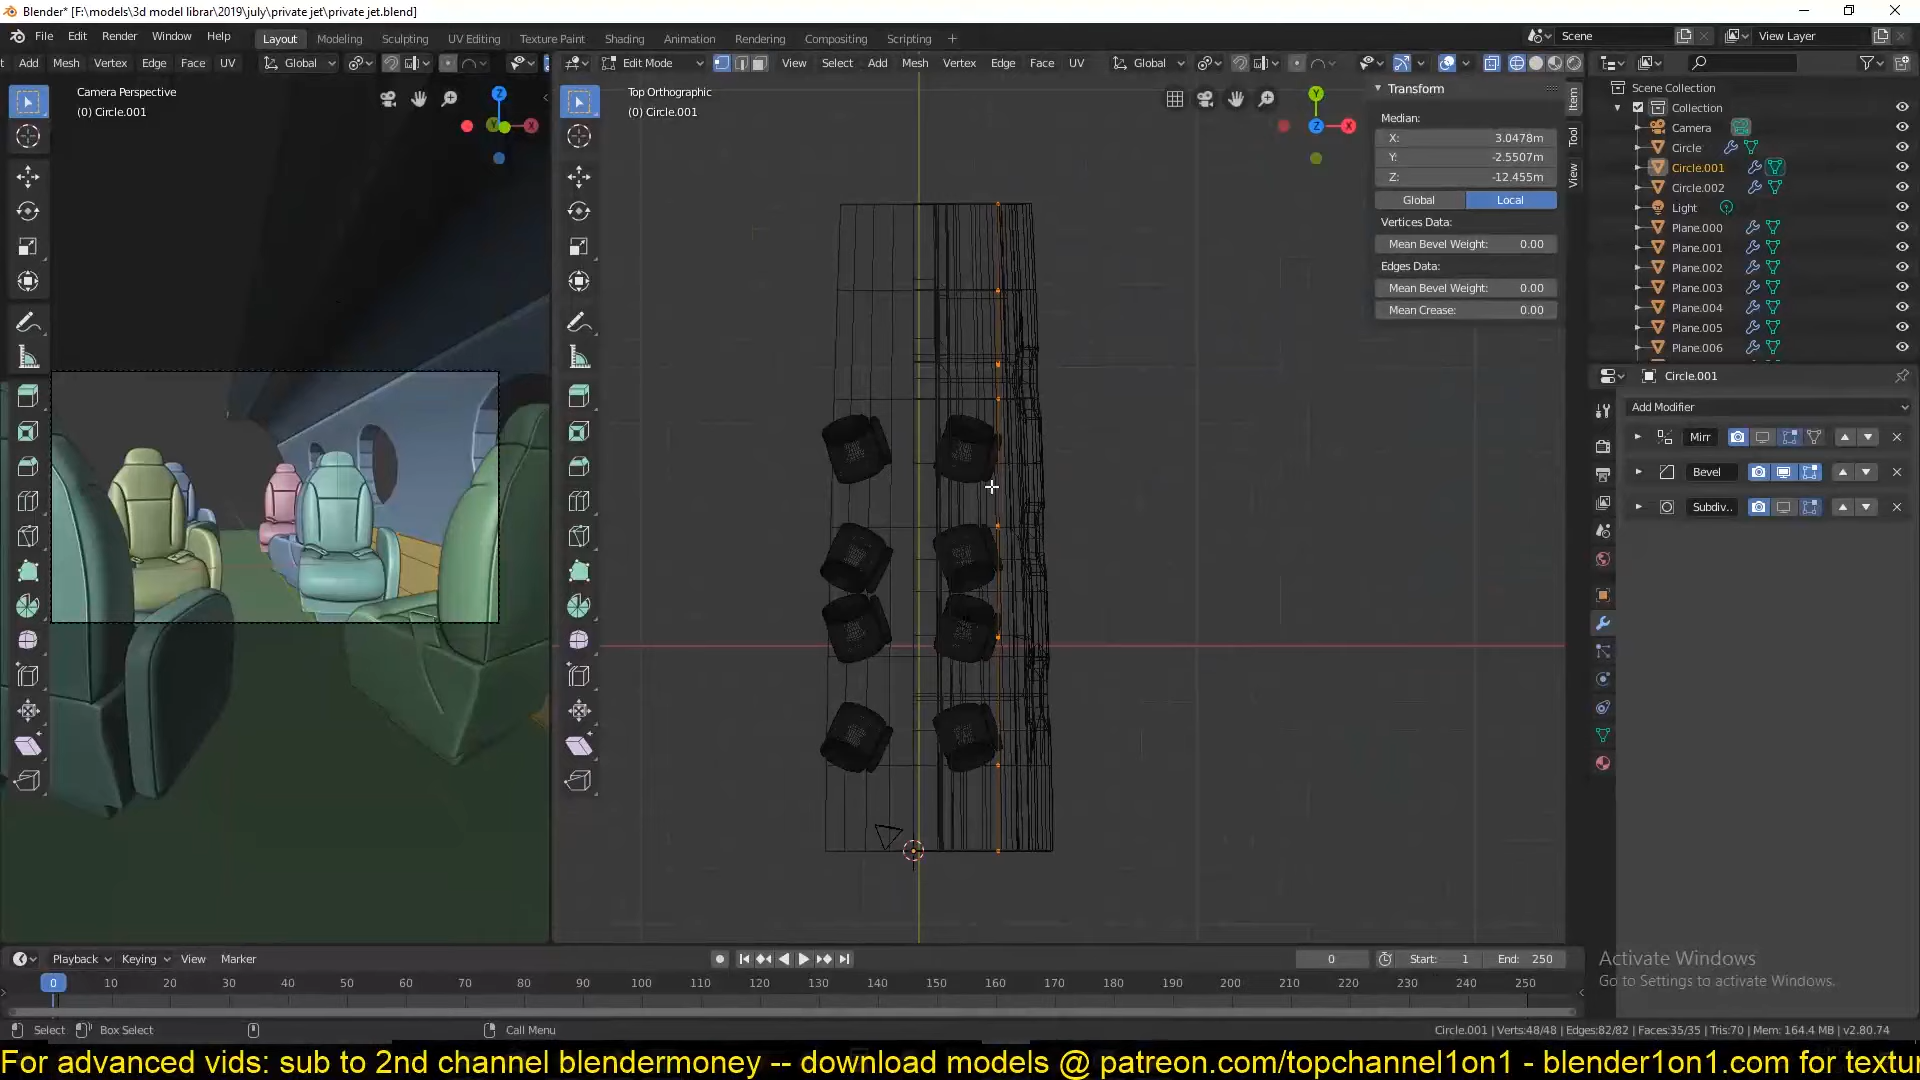 Blender* [F:\models\3d model librar\2019\july\private jet\private jet.blend]
File Edit Render Window Help
Layout Modeling Sculpting UV Editing Texture Paint Shading Animation Rendering Compositing Scripting
Scene
View Layer
Add Mesh Vertex Edge Face UV
Global
Edit Mode
View Select Add Mesh Vertex Edge Face UV
Global
Camera Perspective
(0) Circle.001
Z
Y
X
Top Orthographic
(0) Circle.001
Y
Z
X
Transform
Median:
X: 3.0478m
Y: -2.5507m
Z: -12.455m
Global Local
Vertices Data:
Mean Bevel Weight: 0.00
Edges Data:
Mean Bevel Weight: 0.00
Mean Crease: 0.00
Item
Tool
View
Scene Collection
Collection
Camera
Circle
Circle.001
Circle.002
Light
Plane.000
Plane.001
Plane.002
Plane.003
Plane.004
Plane.005
Plane.006
Circle.001
Add Modifier
Mirr
Bevel
Subdiv..
Playback Keying View Marker
0
Start: 1
End: 250
0 10 20 30 40 50 60 70 80 90 100 110 120 130 140 150 160 170 180 190 200 210 220 230 240 250
Activate Windows
Go to Settings to activate Windows.
Select Box Select Call Menu
Circle.001 | Verts:48/48 | Edges:82/82 | Faces:35/35 | Tris:70 | Mem: 164.4 MB | v2.80.74
For advanced vids: sub to 2nd channel blendermoney -- download models @ patreon.com/topchannel1on1 - blender1on1.com for textur